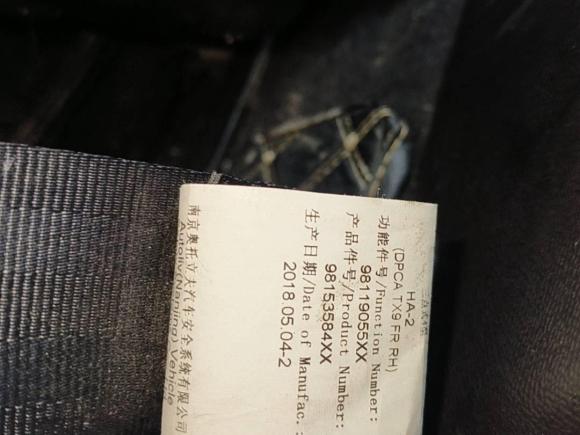 HA-2
(DPCA TX9 FR RH)
功能件号/Function Number:
98119055XX
产品件号/Product Number:
98153584XX
生产日期/Date of Manufac.:
2018.05.04-2
南京奥托立夫汽车安全系统有限公司
Autoliv(Nanjing) Vehicle